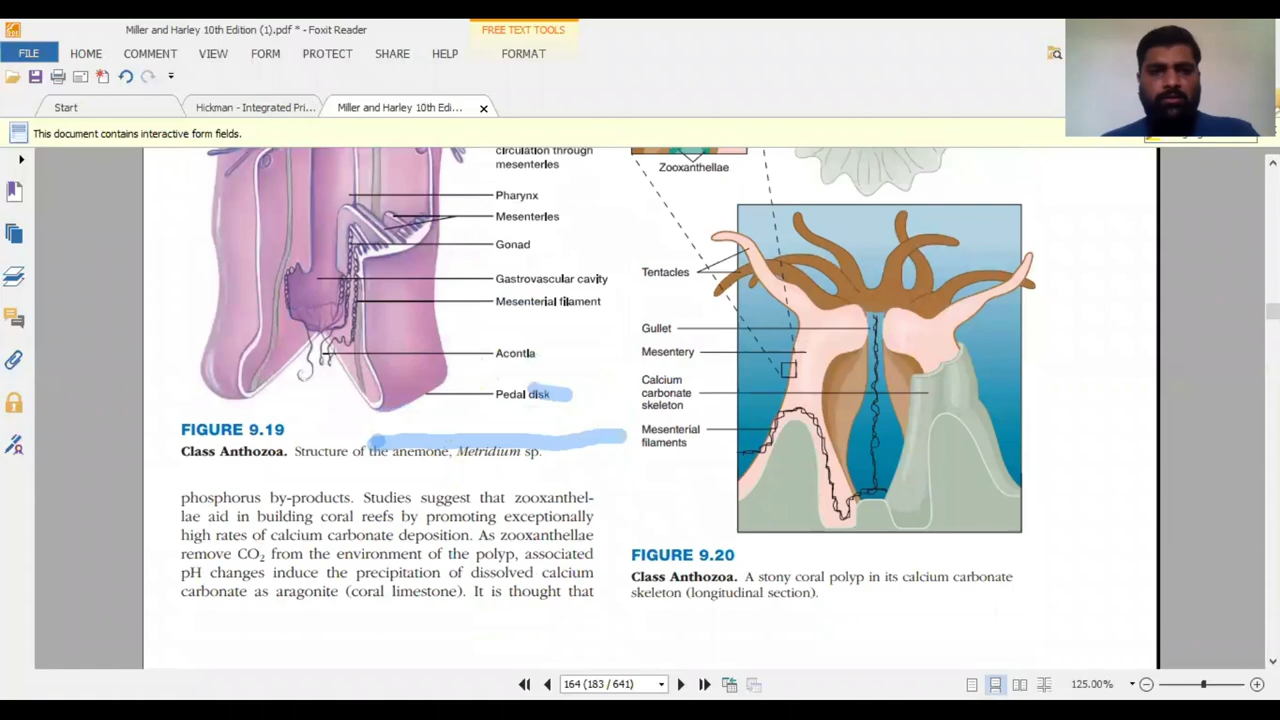 Miller and Harley 10th Edition (1).pdf * - Foxit Reader
FREE TEXT TOOLS
FILE
HOME
COMMENT
VIEW
FORM
PROTECT
SHARE
HELP
FORMAT
Start
Hickman - Integrated Pri...
Miller and Harley 10th Edi...
This document contains interactive form fields.
circulation through
mesenteries
Pharynx
Mesenteries
Gonad
Gastrovascular cavity
Mesenterial filament
Acontia
Pedal disk
FIGURE 9.19
Class Anthozoa. Structure of the anemone, Metridium sp.
phosphorus by-products. Studies suggest that zooxanthel-
lae aid in building coral reefs by promoting exceptionally
high rates of calcium carbonate deposition. As zooxanthellae
remove CO2 from the environment of the polyp, associated
pH changes induce the precipitation of dissolved calcium
carbonate as aragonite (coral limestone). It is thought that
Zooxanthellae
Tentacles
Gullet
Mesentery
Calcium
carbonate
skeleton
Mesenterial
filaments
FIGURE 9.20
Class Anthozoa. A stony coral polyp in its calcium carbonate
skeleton (longitudinal section).
164 (183 / 641)
125.00%